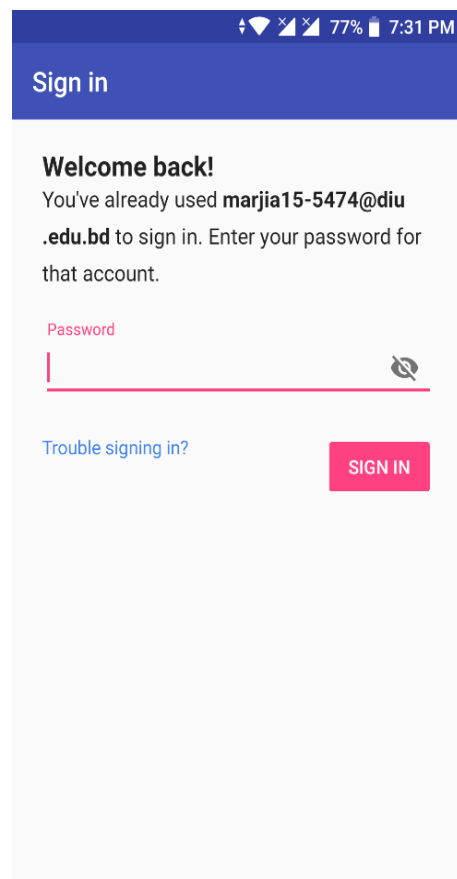 77% 7:31 PM
Sign in
Welcome back!
You've already used marjia15-5474@diu
.edu.bd to sign in. Enter your password for
that account.
Password
Trouble signing in?
SIGN IN